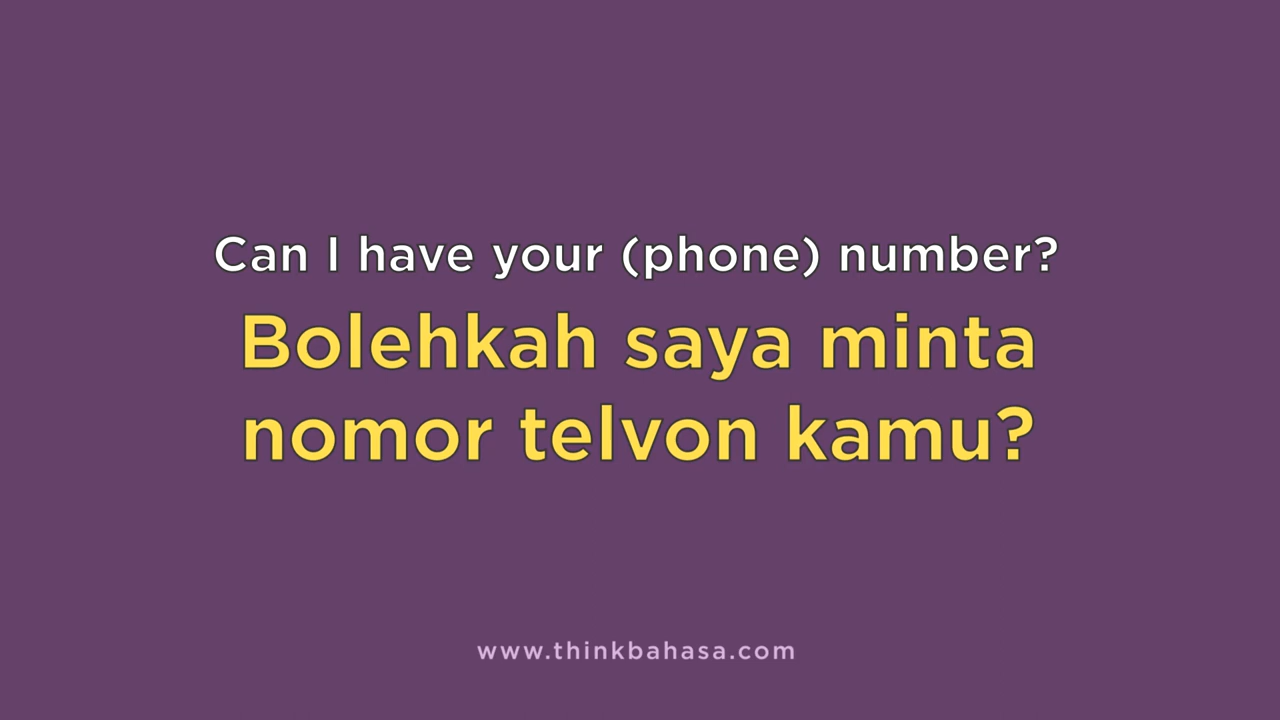 Can I have your (phone) number?
Bolehkah saya minta
nomor telvon kamu?
www.thinkbahasa.com